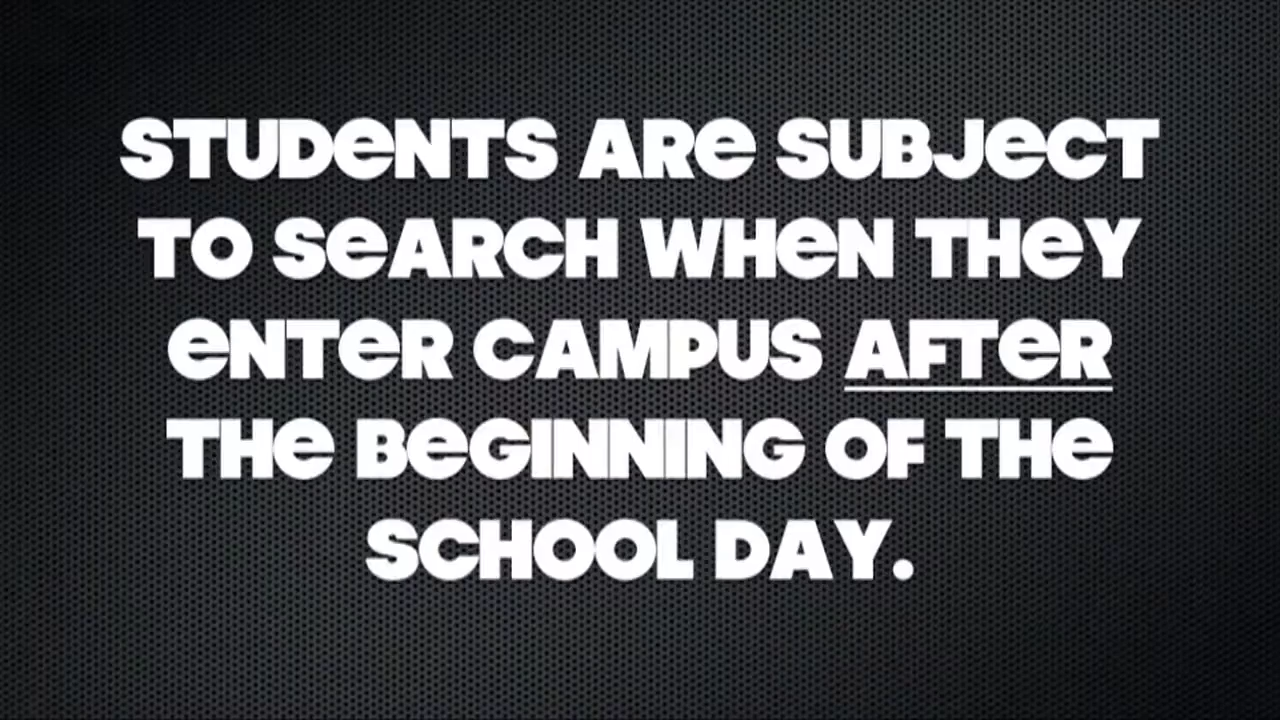 STUDeNTS ARe SUBJeCT
TO SeARCH WHeN THeY
eNTeR CAMPUS AFTeR
THe BeGINNING OF THe
SCHOOL DAY.